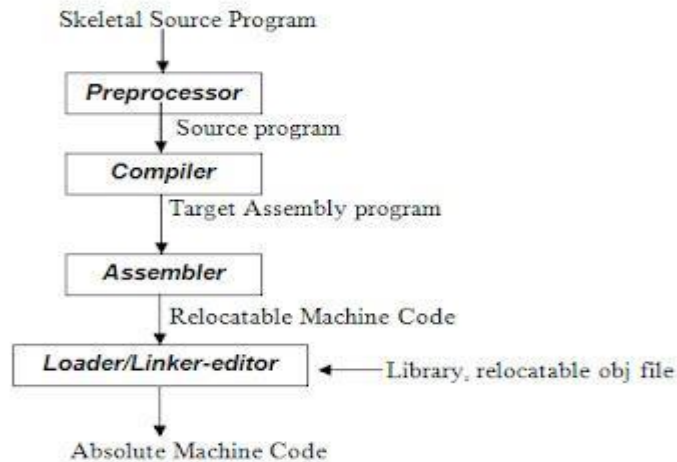 Skeletal Source Program
Preprocessor
Source program
Compiler
Target Assembly program
Assembler
Relocatable Machine Code
Loader/Linker-editor
Library, relocatable obj file
Absolute Machine Code